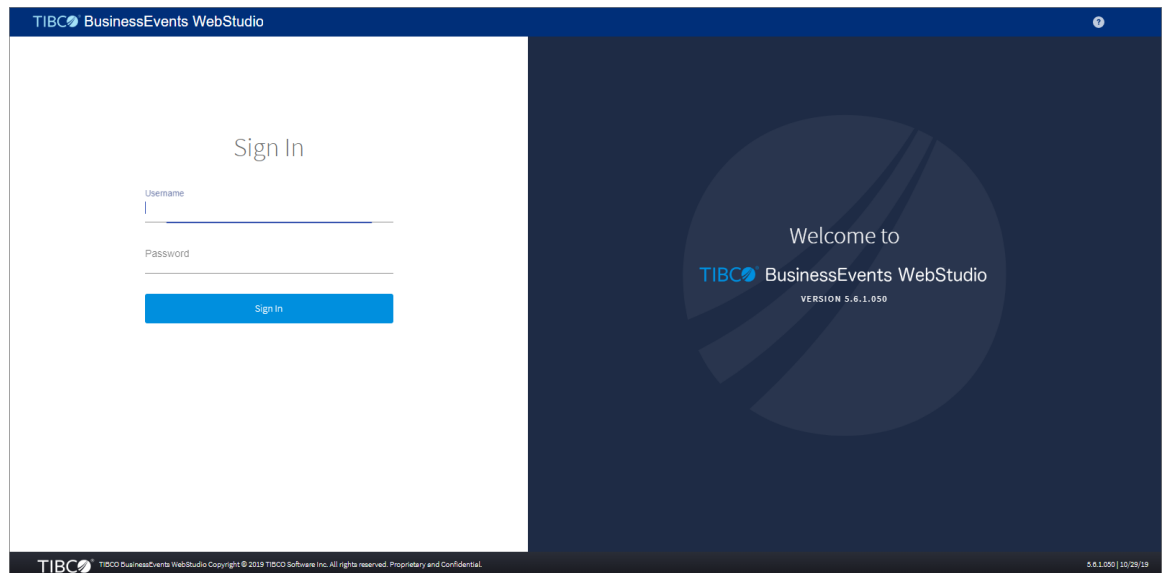 TIBCO® BusinessEvents WebStudio
?
Sign In
Username
Password
Sign In
Welcome to
TIBCO® BusinessEvents WebStudio
VERSION 5.6.1.050
TIBCO® TIBCO BusinessEvents WebStudio Copyright © 2019 TIBCO Software Inc. All rights reserved. Proprietary and Confidential.
5.6.1.050 | 10/29/19